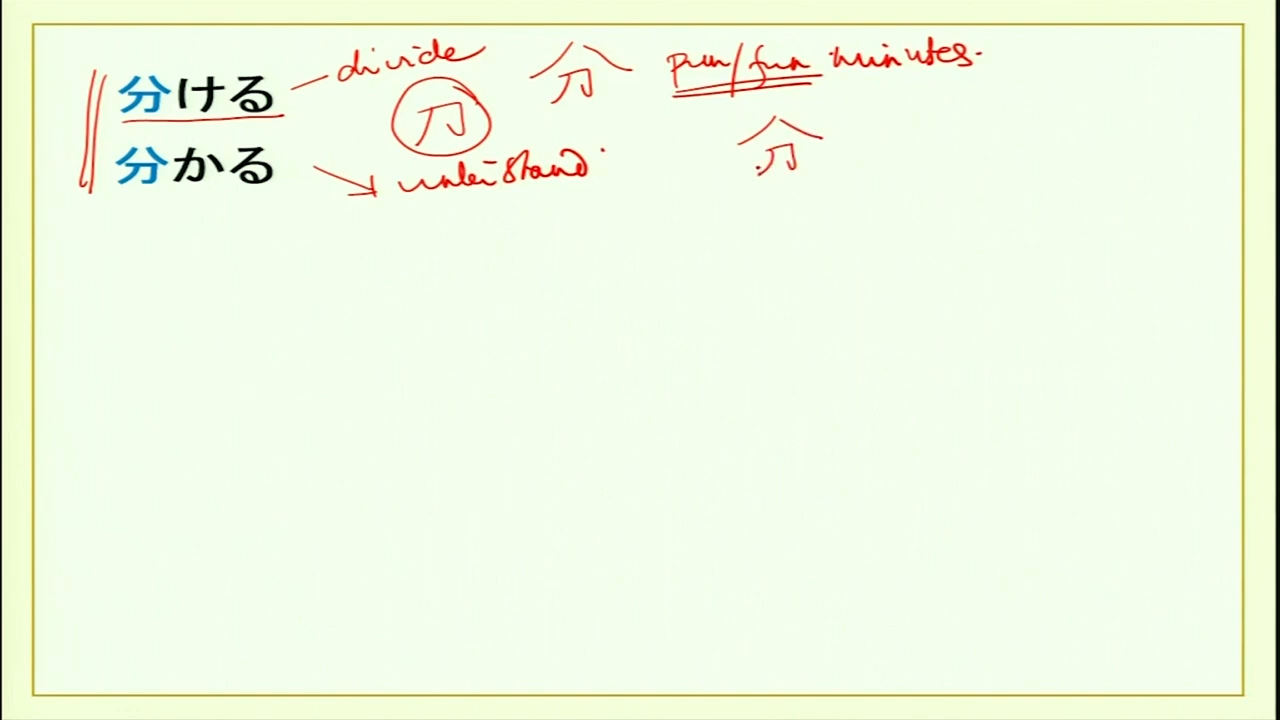 分ける divide 刀 分 pun/fun minutes.
分かる understand 分